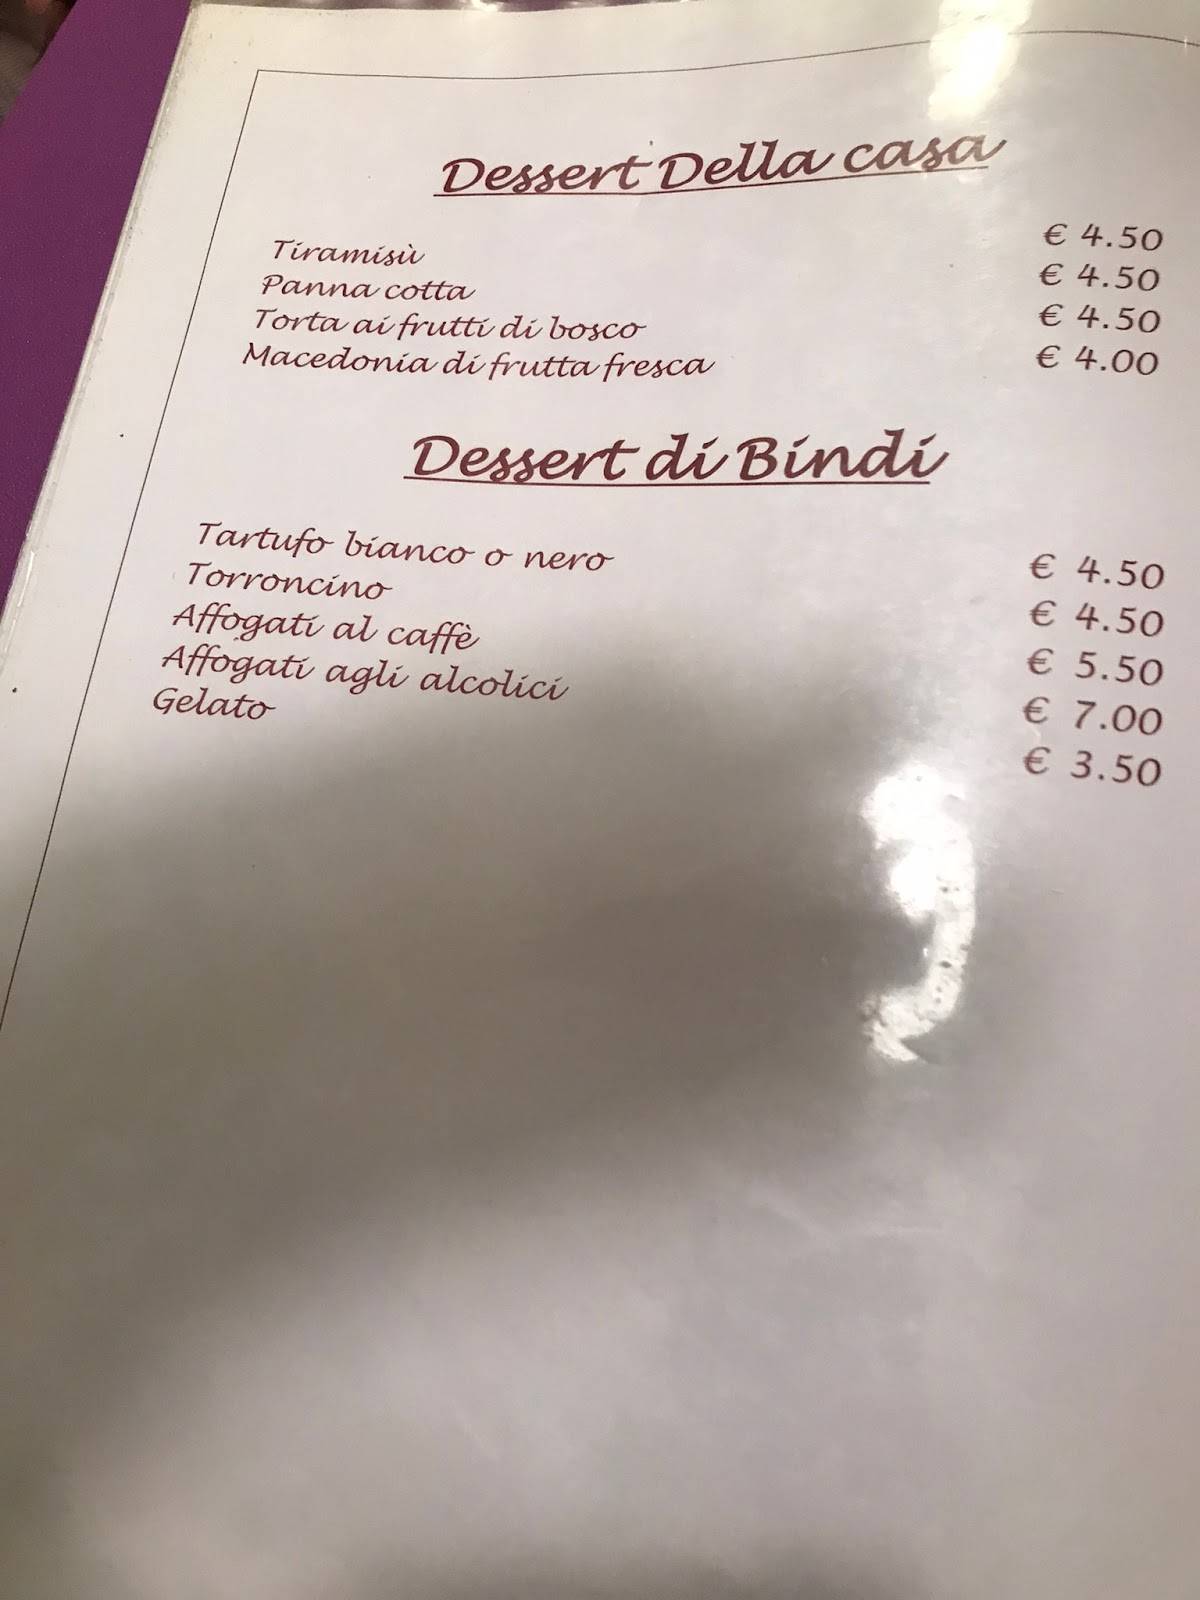 Dessert Della casa
Tiramisù € 4.50
Panna cotta € 4.50
Torta ai frutti di bosco € 4.50
Macedonia di frutta fresca € 4.00
Dessert di Bindi
Tartufo bianco o nero € 4.50
Torroncino € 4.50
Affogati al caffè € 5.50
Affogati agli alcolici € 7.00
Gelato € 3.50